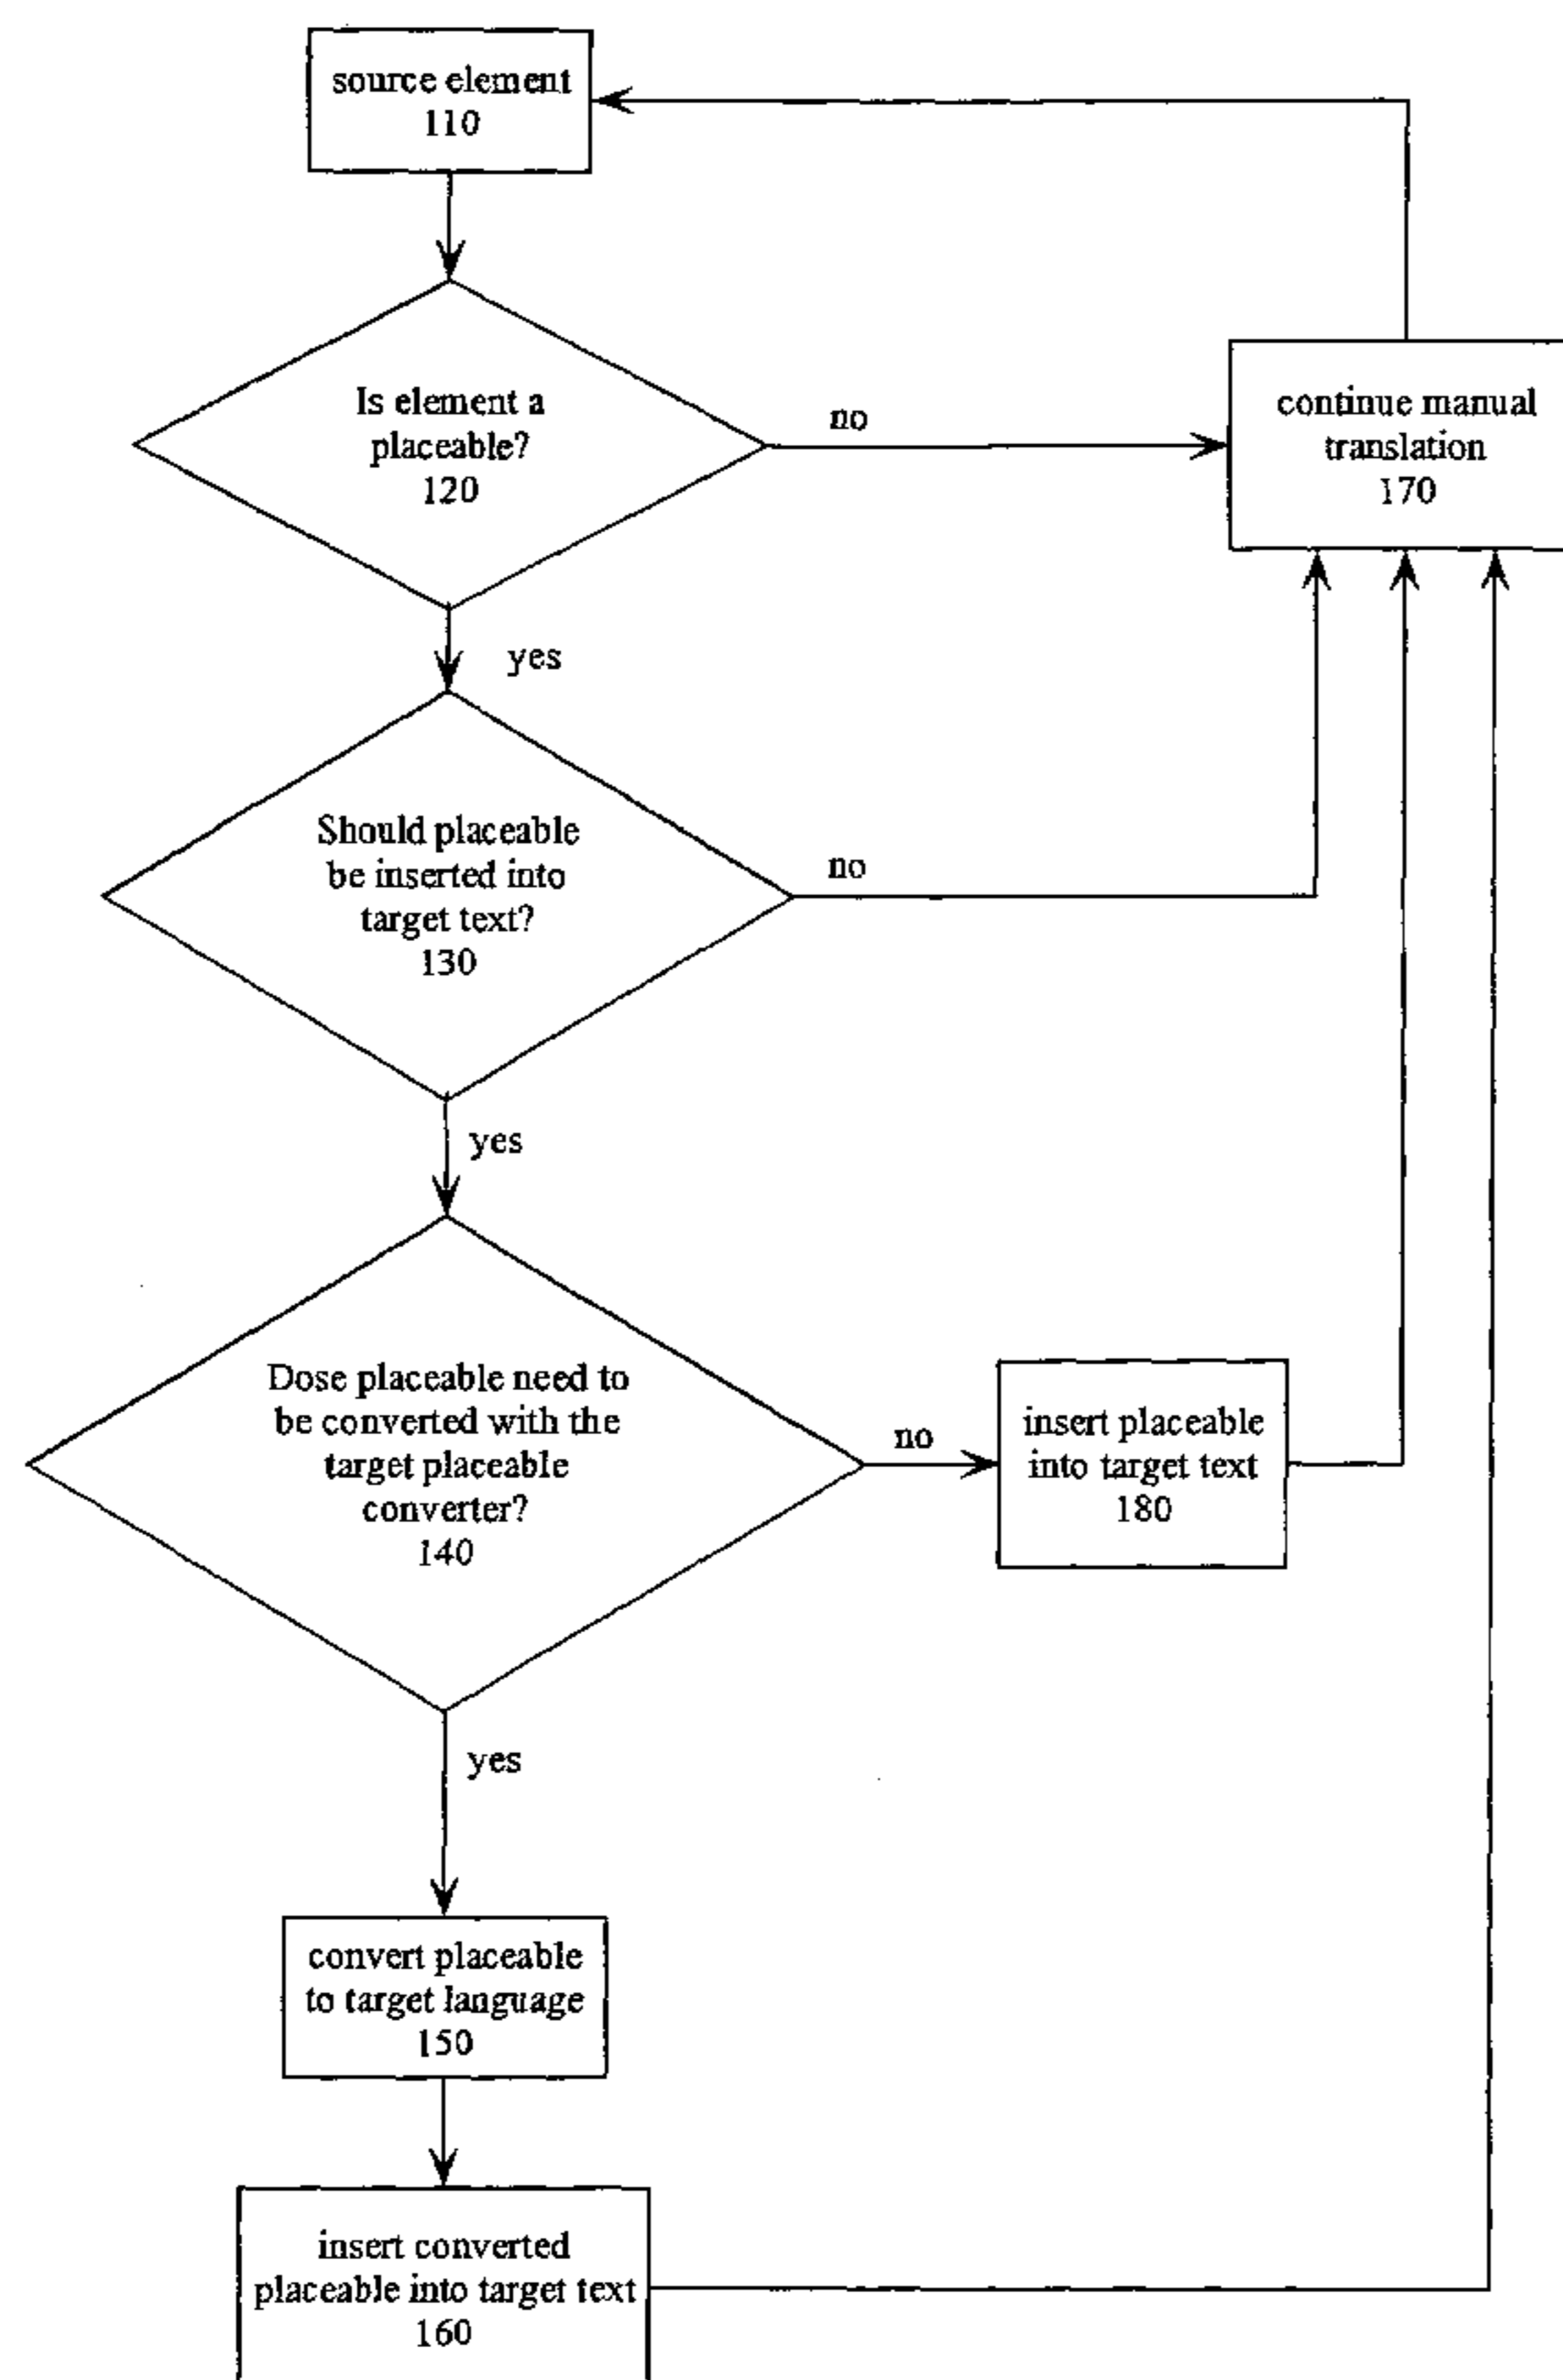 source element
110
Is element a
placeable?
120
no
continue manual
translation
170
yes
Should placeable
be inserted into
target text?
130
no
yes
Dose placeable need to
be converted with the
target placeable
converter?
140
no
insert placeable
into target text
180
yes
convert placeable
to target language
150
insert converted
placeable into target text
160